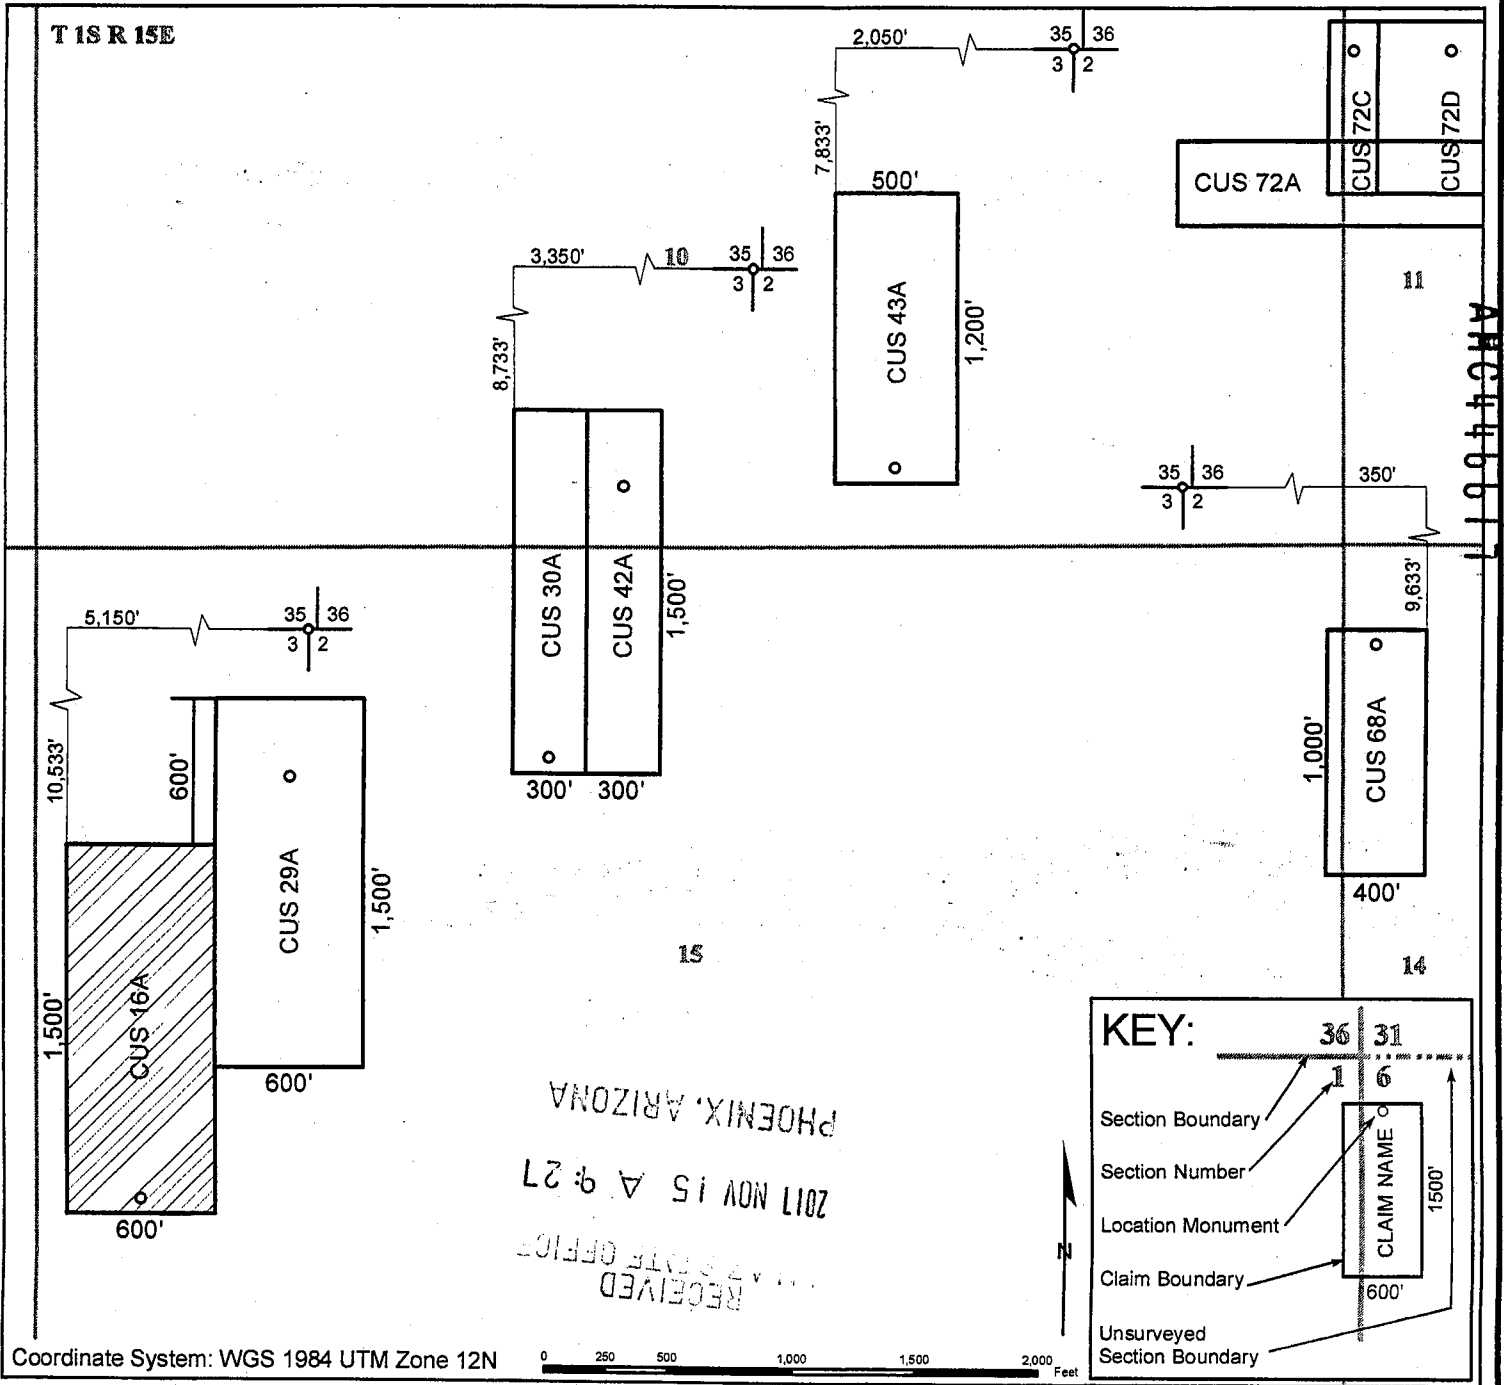 T 1S R 15E
2,050'
35 36
3 2
7,833'
500'
CUS 43A
1,200'
CUS 72C
CUS 72D
CUS 72A
11
3,350'
10
35 36
3 2
8,733'
CUS 30A
CUS 42A
1,500'
300' 300'
35 36
3 2
350'
9,633'
CUS 68A
1,000'
400'
5,150'
35 36
3 2
10,533'
600'
CUS 29A
1,500'
600'
CUS 16A
1,500'
600'
15
14
PHOENIX, ARIZONA
2017 NOV 15 A 9:27
STATE OFFICE
RECEIVED
KEY:
36 31
1 6
Section Boundary
Section Number
Location Monument
Claim Boundary
Unsurveyed
Section Boundary
CLAIM NAME
1500'
600'
N
Coordinate System: WGS 1984 UTM Zone 12N
0 250 500 1,000 1,500 2,000
Feet